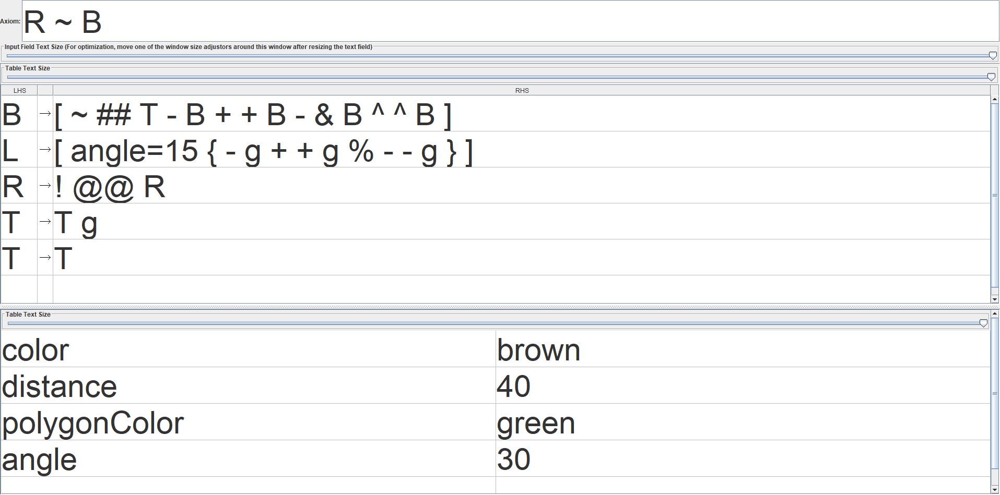 Axiom: R ~ B
Input Field Text Size (For optimization, move one of the window size adjustors around this window after resizing the text field)
Table Text Size
LHS RHS
B → [ ~ ## T - B + + B - & B ^ ^ B ]
L → [ angle=15 { - g + + g % - - g } ]
R → ! @@ R
T → T g
T → T
Table Text Size
color brown
distance 40
polygonColor green
angle 30